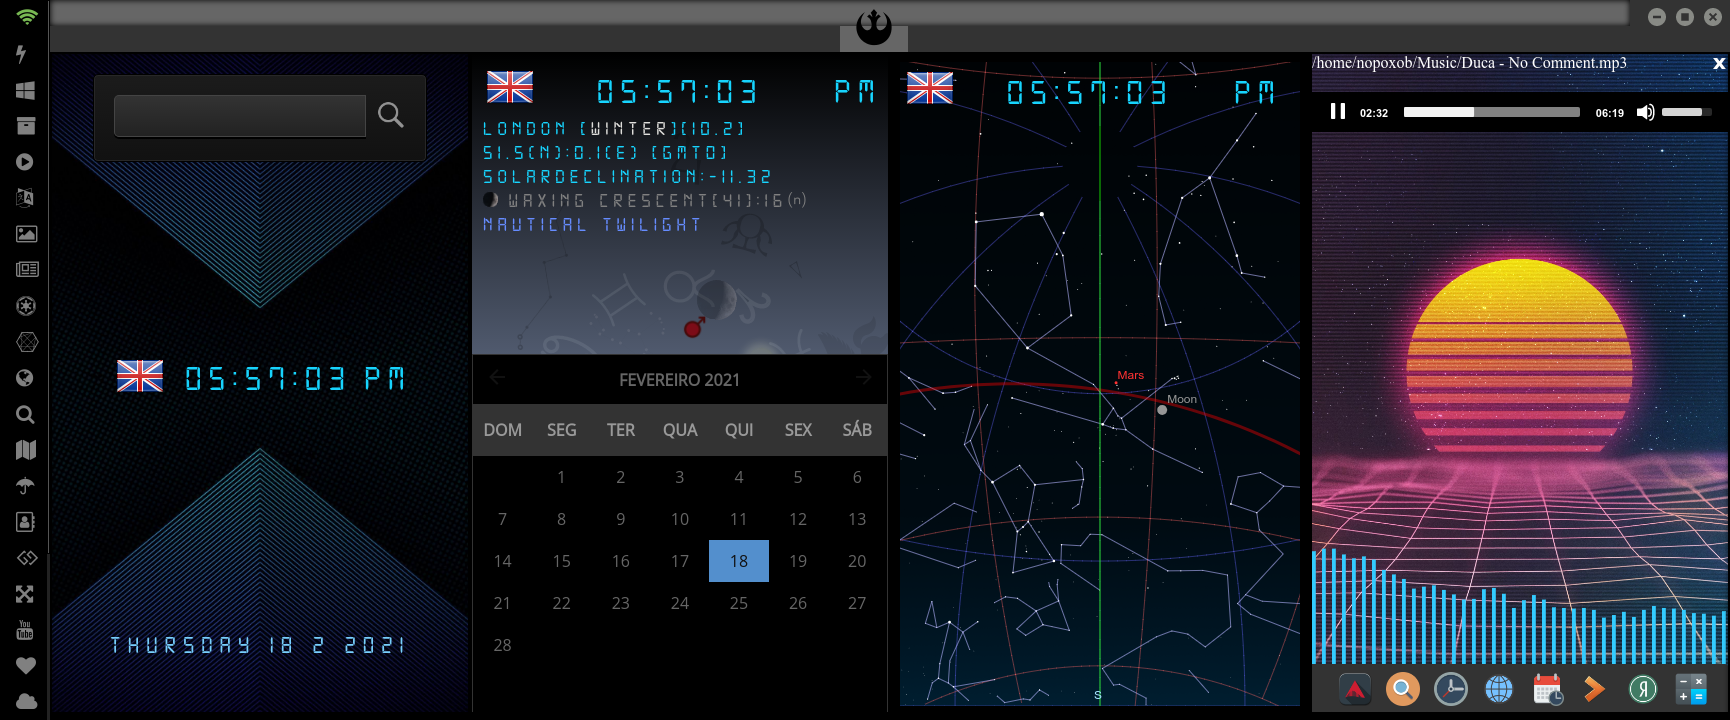 05:57:03 PM
THURSDAY 18 2 2021
05:57:03 PM
LONDON [WINTER][10.2]
51.5(N):0.1(E) [GMT0]
SOLARDECLINATION:-11.32
WAXING CRESCENT[41]:16(n)
NAUTICAL TWILIGHT
FEVEREIRO 2021
DOM SEG TER QUA QUI SEX SÁB
1 2 3 4 5 6
7 8 9 10 11 12 13
14 15 16 17 18 19 20
21 22 23 24 25 26 27
28
05:57:03 PM
Mars
Moon
S
/home/nopoxob/Music/Duca - No Comment.mp3
X
02:32 06:19
You
Tube
Я